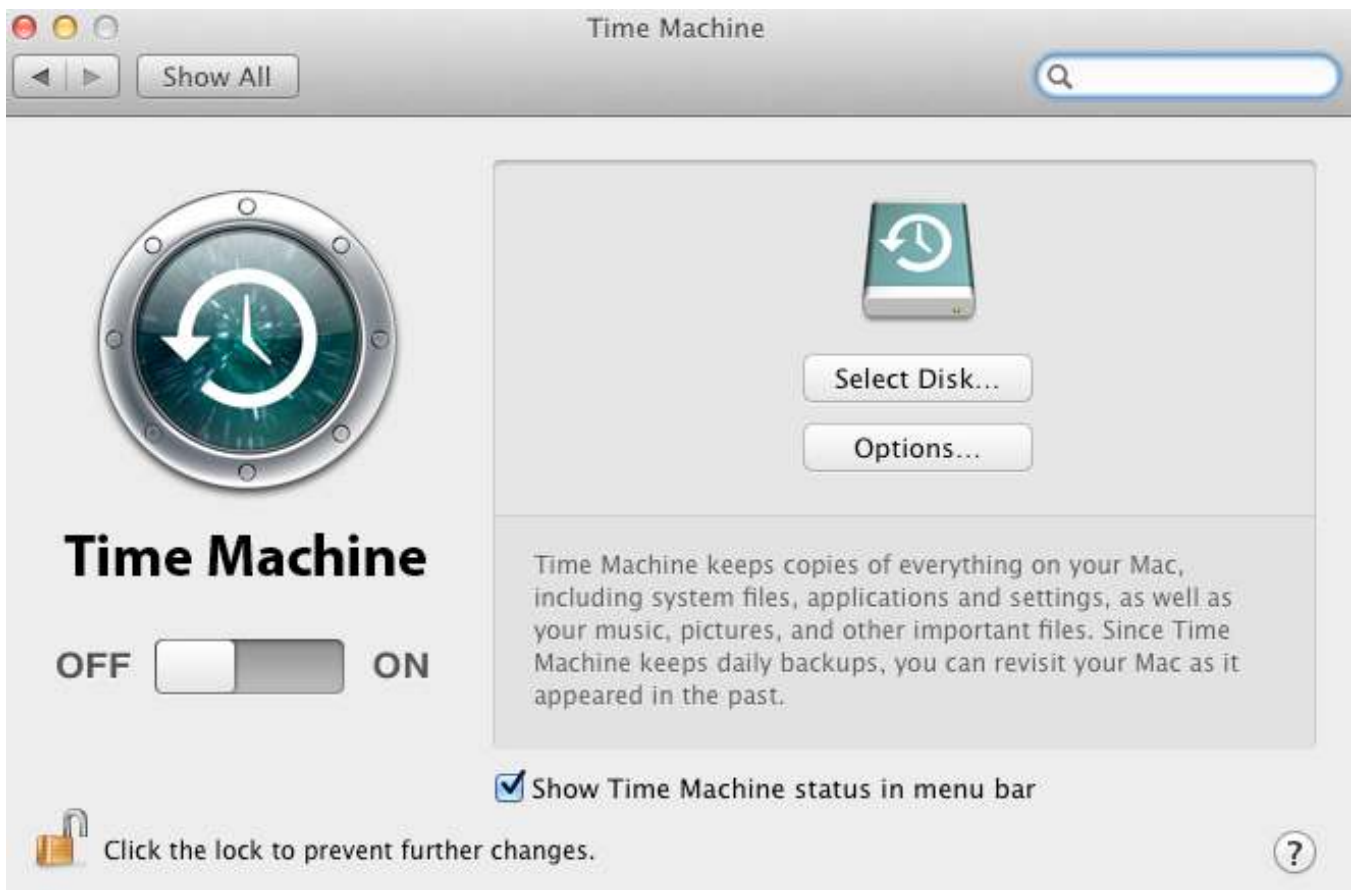 Time Machine
Show All
Select Disk...
Options...
Time Machine
OFF ON
Time Machine keeps copies of everything on your Mac,
including system files, applications and settings, as well as
your music, pictures, and other important files. Since Time
Machine keeps daily backups, you can revisit your Mac as it
appeared in the past.
Show Time Machine status in menu bar
Click the lock to prevent further changes.
?